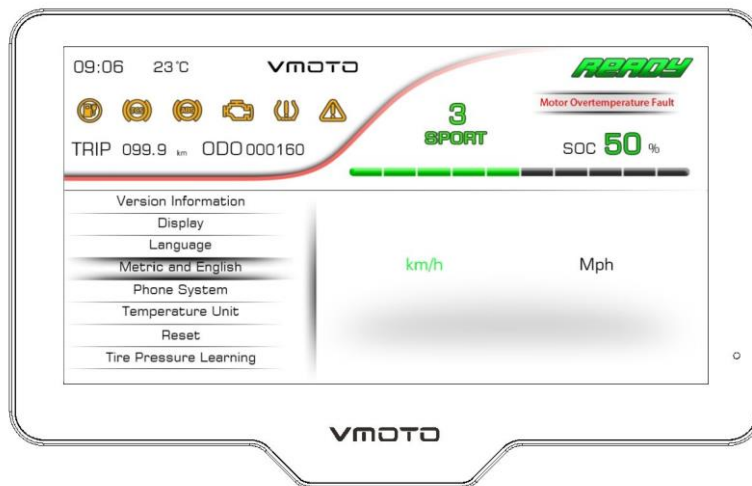 09:06 23℃ VMOTO READY
Motor Overtemperature Fault
3
SPORT
TRIP 099.9 km ODO 000160
SOC 50 %
Version Information
Display
Language
Metric and English
Phone System
Temperature Unit
Reset
Tire Pressure Learning
km/h Mph
VMOTO